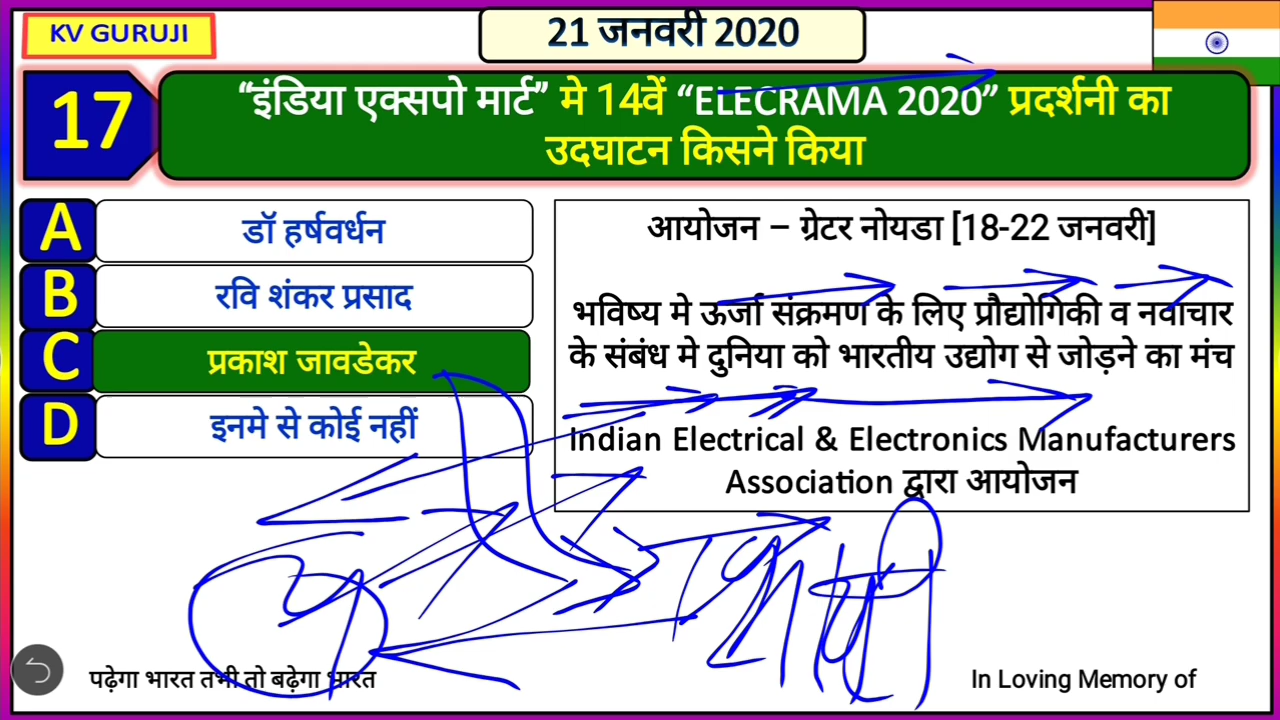 KV GURUJI
21 जनवरी 2020
17
“इंडिया एक्सपो मार्ट” मे 14वें “ELECRAMA 2020” प्रदर्शनी का
उदघाटन किसने किया
A डॉ हर्षवर्धन
B रवि शंकर प्रसाद
C प्रकाश जावडेकर
D इनमे से कोई नहीं
आयोजन – ग्रेटर नोयडा [18-22 जनवरी]
भविष्य मे ऊर्जा संक्रमण के लिए प्रौद्योगिकी व नवाचार
के संबंध मे दुनिया को भारतीय उद्योग से जोड़ने का मंच
Indian Electrical & Electronics Manufacturers
Association द्वारा आयोजन
पढ़ेगा भारत तभी तो बढ़ेगा भारत
In Loving Memory of